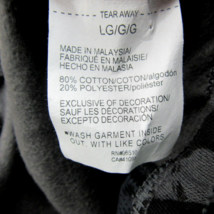 TEAR AWAY
LG/G/G
MADE IN MALAYSIA/
FABRIQUÉ EN MALAISIE/
HECHO EN MALASIA
80% COTTON/COTON/algodón
20% POLYESTER/poliéster
EXCLUSIVE OF DECORATION/
SAUF LES DÉCORATIONS/
EXCEPTO DECORACIÓN
*WASH GARMENT INSIDE
OUT, WITH LIKE COLORS.